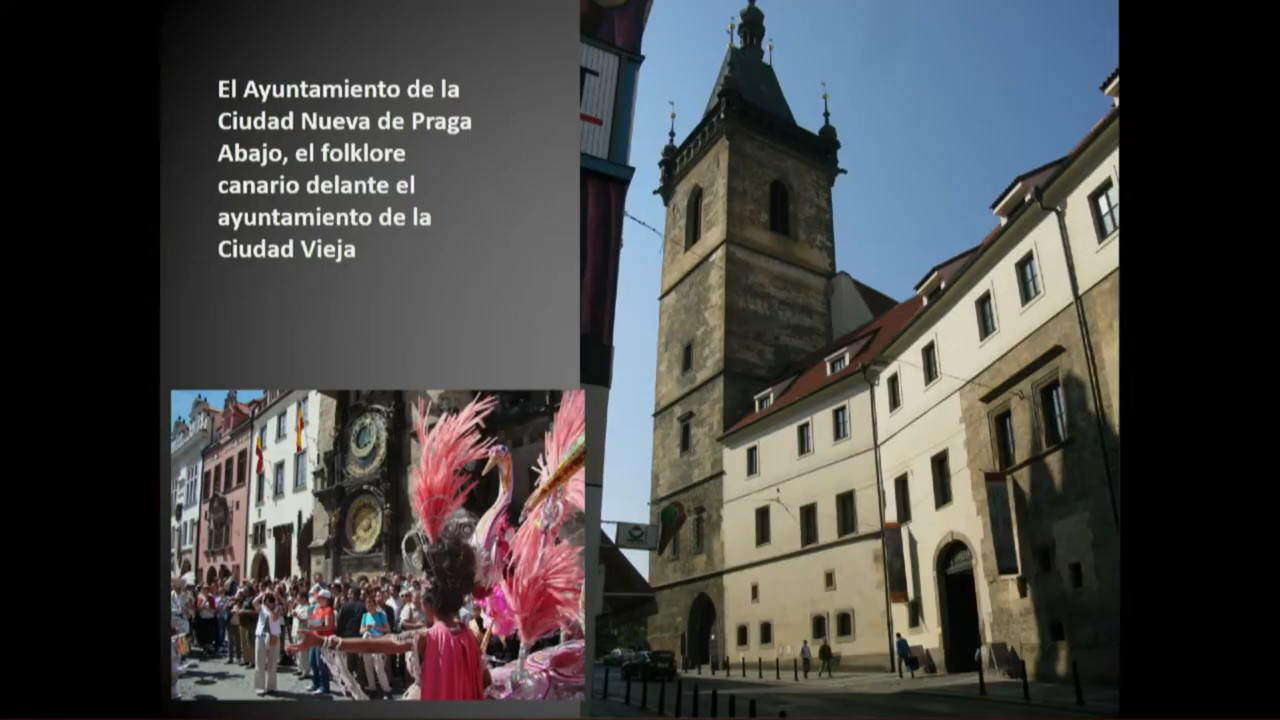 El Ayuntamiento de la
Ciudad Nueva de Praga
Abajo, el folklore
canario delante el
ayuntamiento de la
Ciudad Vieja